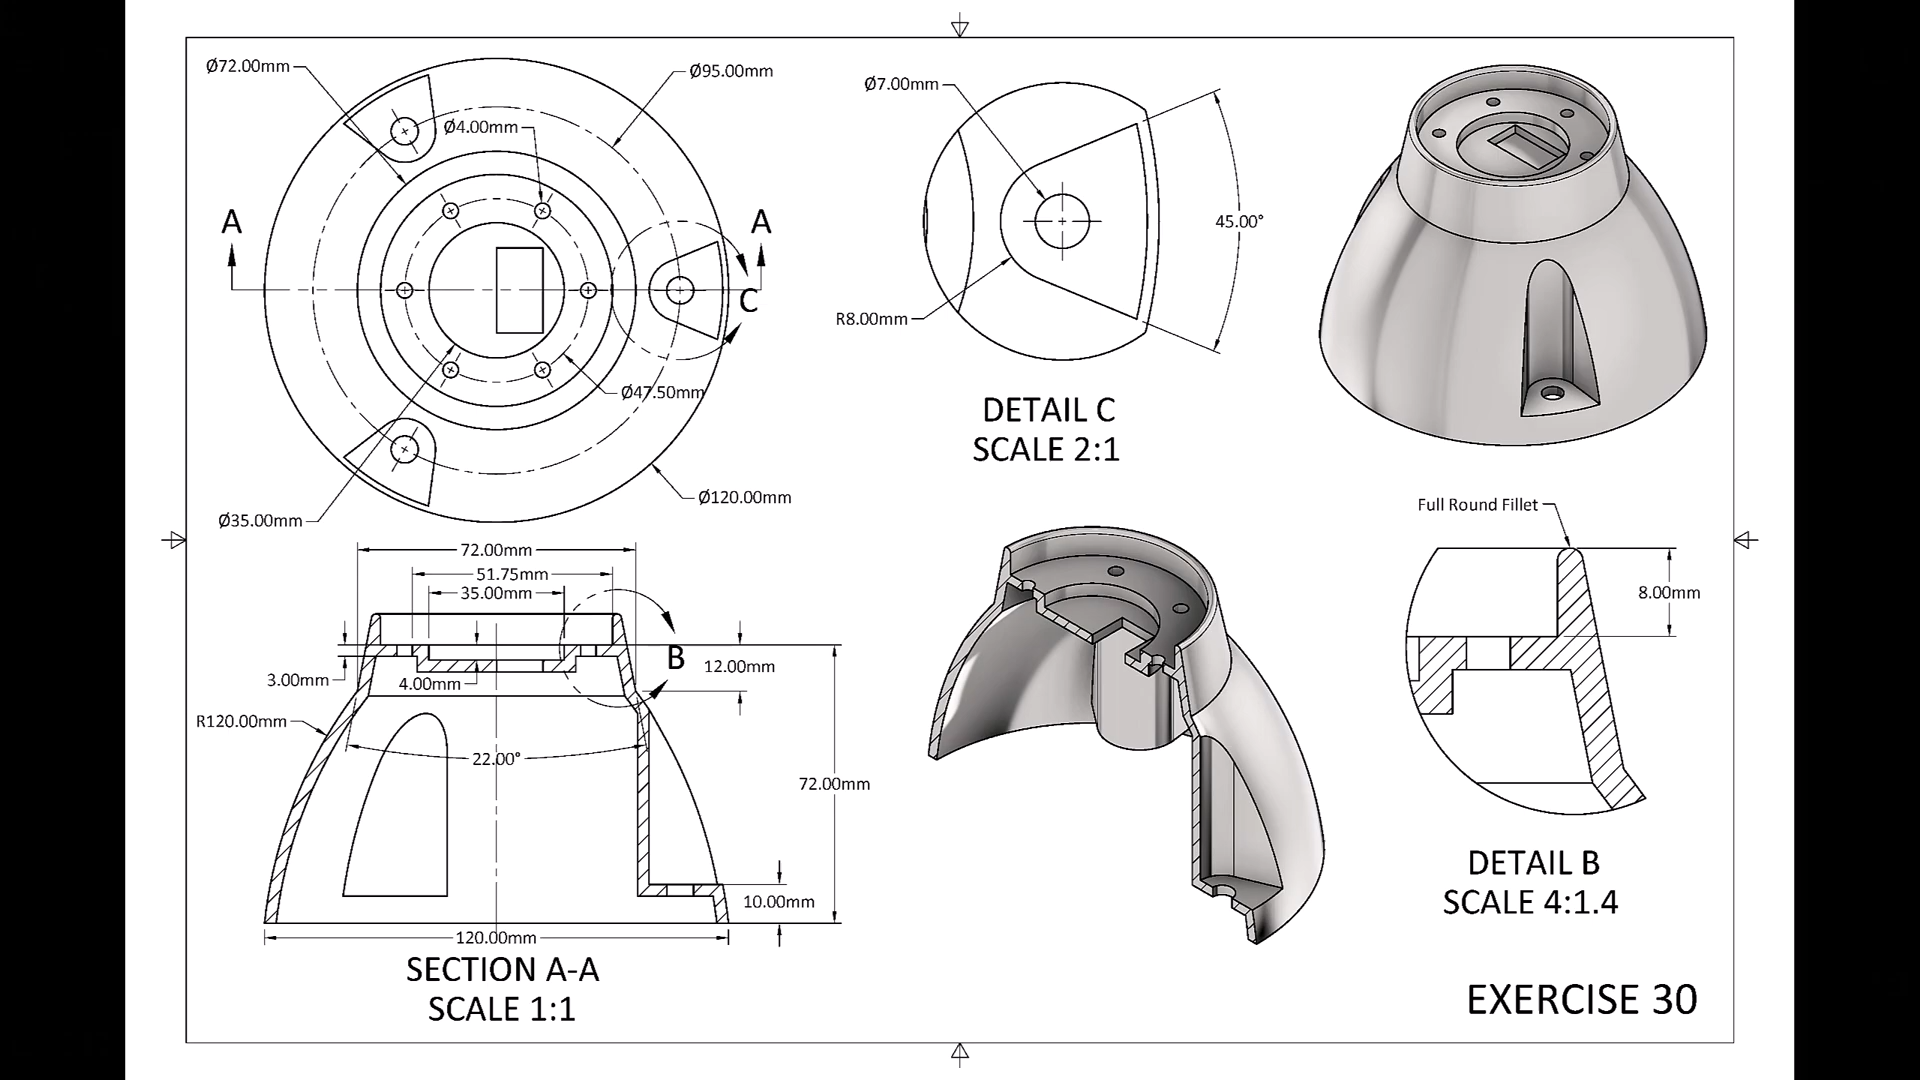 Ø72.00mm
Ø95.00mm
Ø4.00mm
A
A
C
Ø47.50mm
Ø35.00mm
Ø120.00mm
Ø7.00mm
45.00°
R8.00mm
DETAIL C
SCALE 2:1
72.00mm
51.75mm
35.00mm
B
12.00mm
3.00mm
4.00mm
R120.00mm
22.00°
72.00mm
10.00mm
120.00mm
SECTION A-A
SCALE 1:1
Full Round Fillet
8.00mm
DETAIL B
SCALE 4:1.4
EXERCISE 30